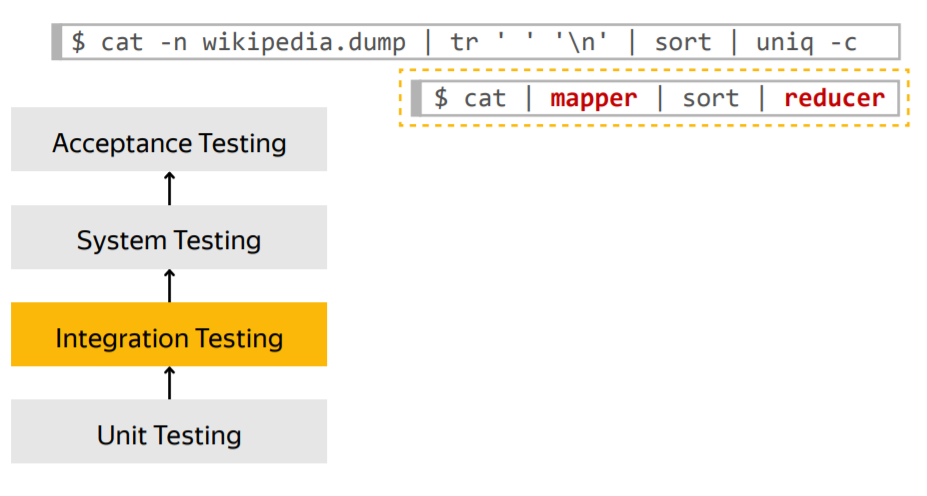 $ cat -n wikipedia.dump | tr ' ' '\n' | sort | uniq -c
$ cat | mapper | sort | reducer
Acceptance Testing
System Testing
Integration Testing
Unit Testing